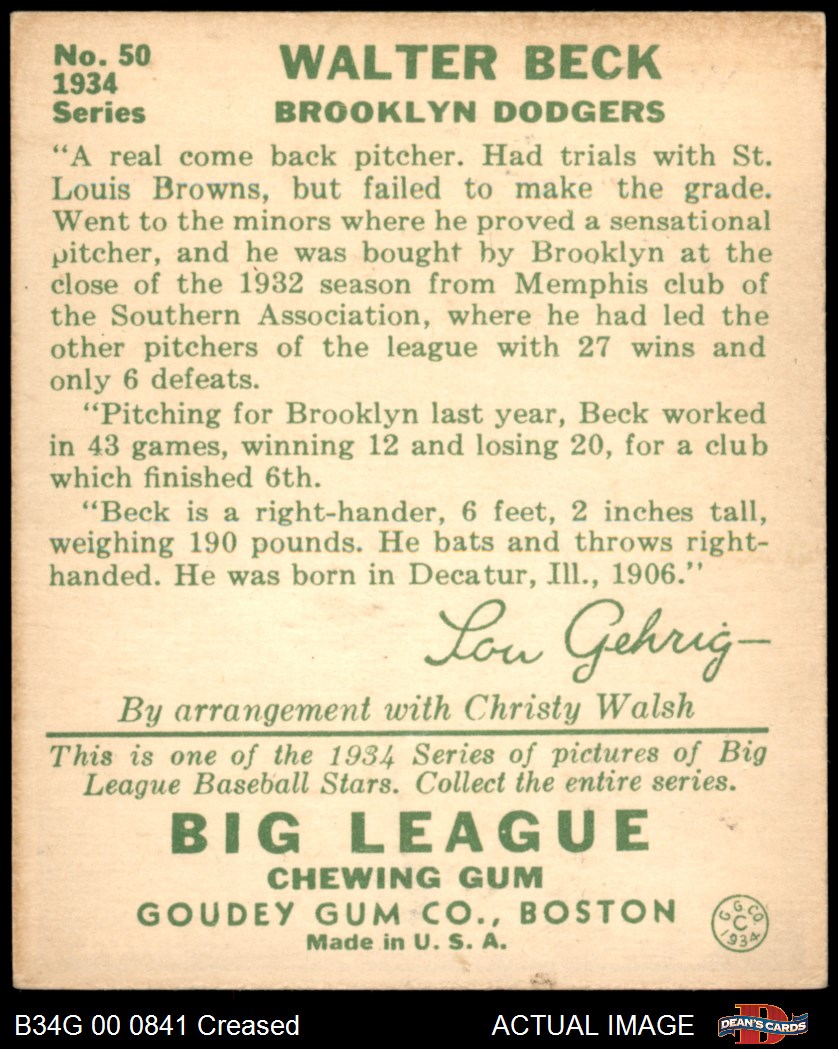 No. 50
1934
Series
WALTER BECK
BROOKLYN DODGERS
"A real come back pitcher. Had trials with St.
Louis Browns, but failed to make the grade.
Went to the minors where he proved a sensational
pitcher, and he was bought by Brooklyn at the
close of the 1932 season from Memphis club of
the Southern Association, where he had led the
other pitchers of the league with 27 wins and
only 6 defeats.
"Pitching for Brooklyn last year, Beck worked
in 43 games, winning 12 and losing 20, for a club
which finished 6th.
"Beck is a right-hander, 6 feet, 2 inches tall,
weighing 190 pounds. He bats and throws right-
handed. He was born in Decatur, Ill., 1906."
Lou Gehrig
By arrangement with Christy Walsh
This is one of the 1934 Series of pictures of Big
League Baseball Stars. Collect the entire series.
BIG LEAGUE
CHEWING GUM
GOUDEY GUM CO., BOSTON
Made in U. S. A.
G. G. CO.
C
1934
B34G 00 0841 Creased
ACTUAL IMAGE
D
DEAN'S CARDS